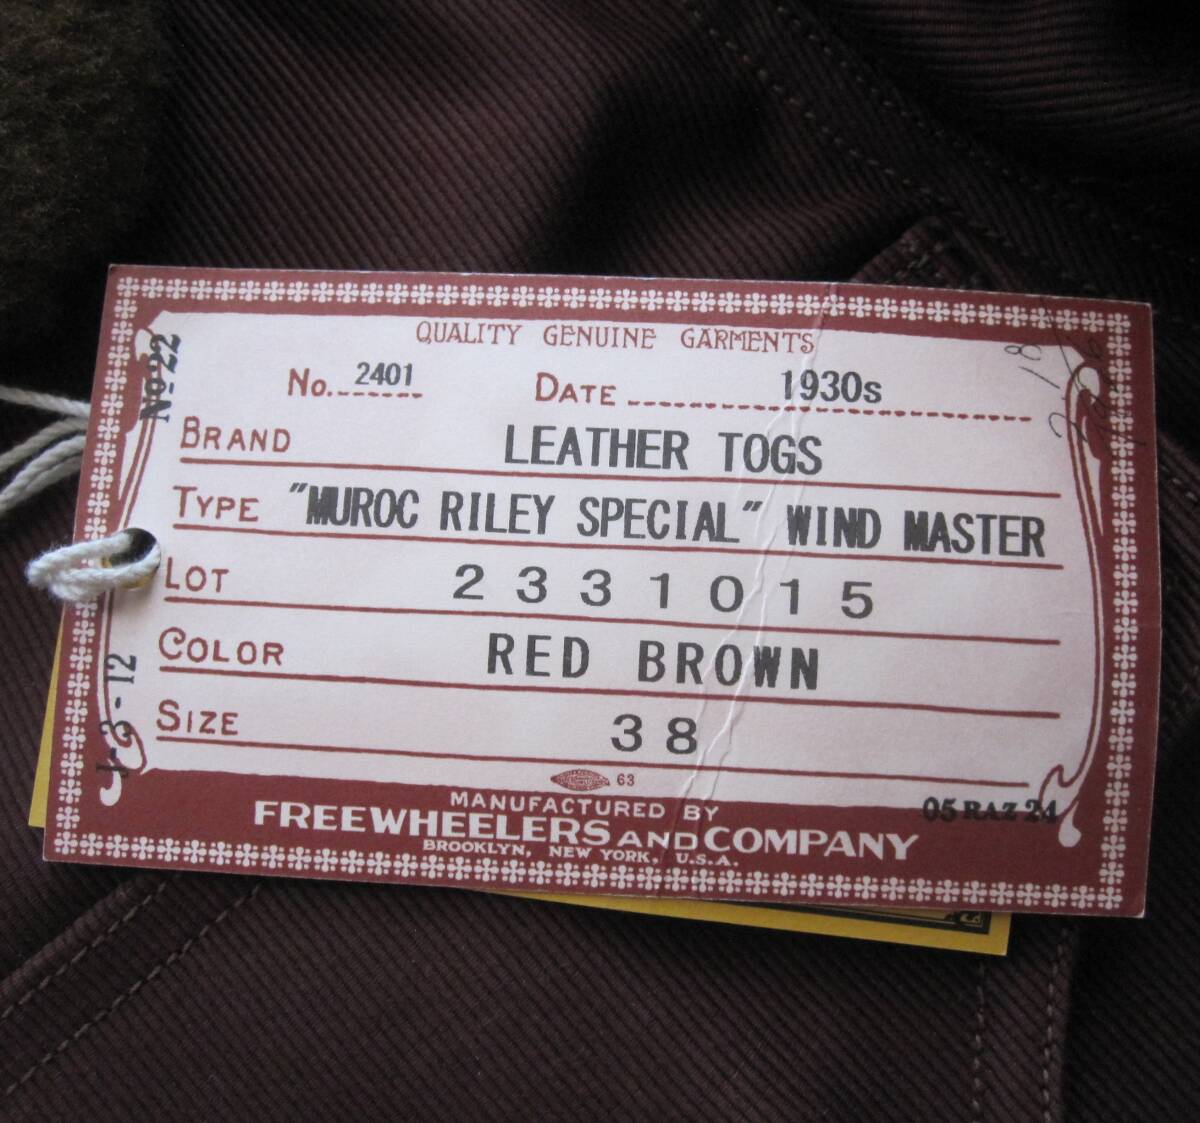 QUALITY GENUINE GARMENTS
No. 2401 DATE 1930s
No 22
BRAND LEATHER TOGS
TYPE "MUROC RILEY SPECIAL" WIND MASTER
LOT 2331015
COLOR RED BROWN
SIZE 38
J-3-12
63
05 RAZ 24
MANUFACTURED BY
FREEWHEELERS AND COMPANY
BROOKLYN, NEW YORK, U.S.A.